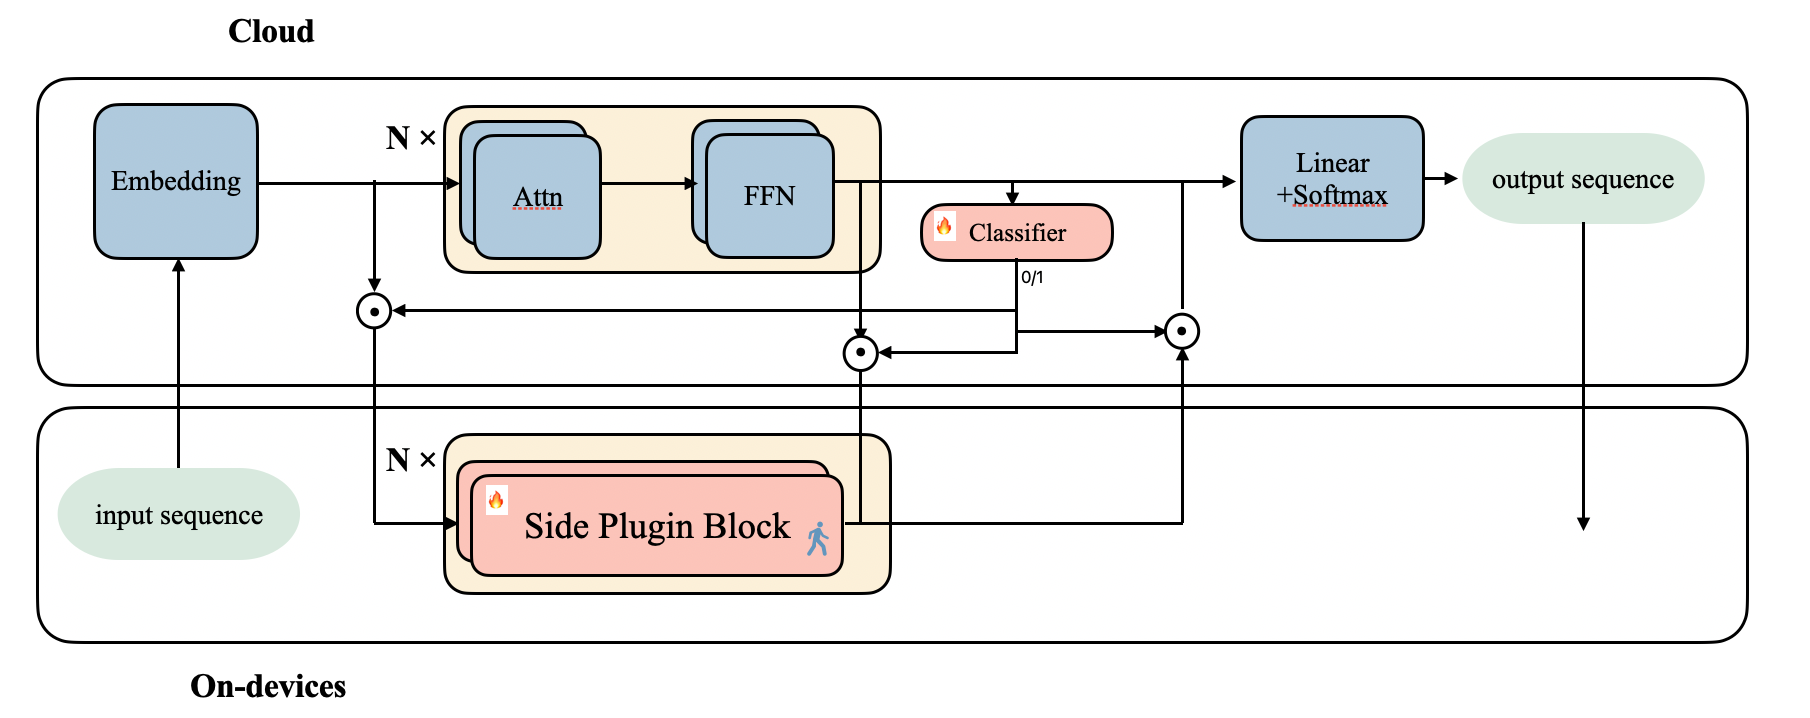 Cloud
Embedding
N ×
Attn
FFN
Classifier
0/1
Linear
+Softmax
output sequence
input sequence
N ×
Side Plugin Block
On-devices